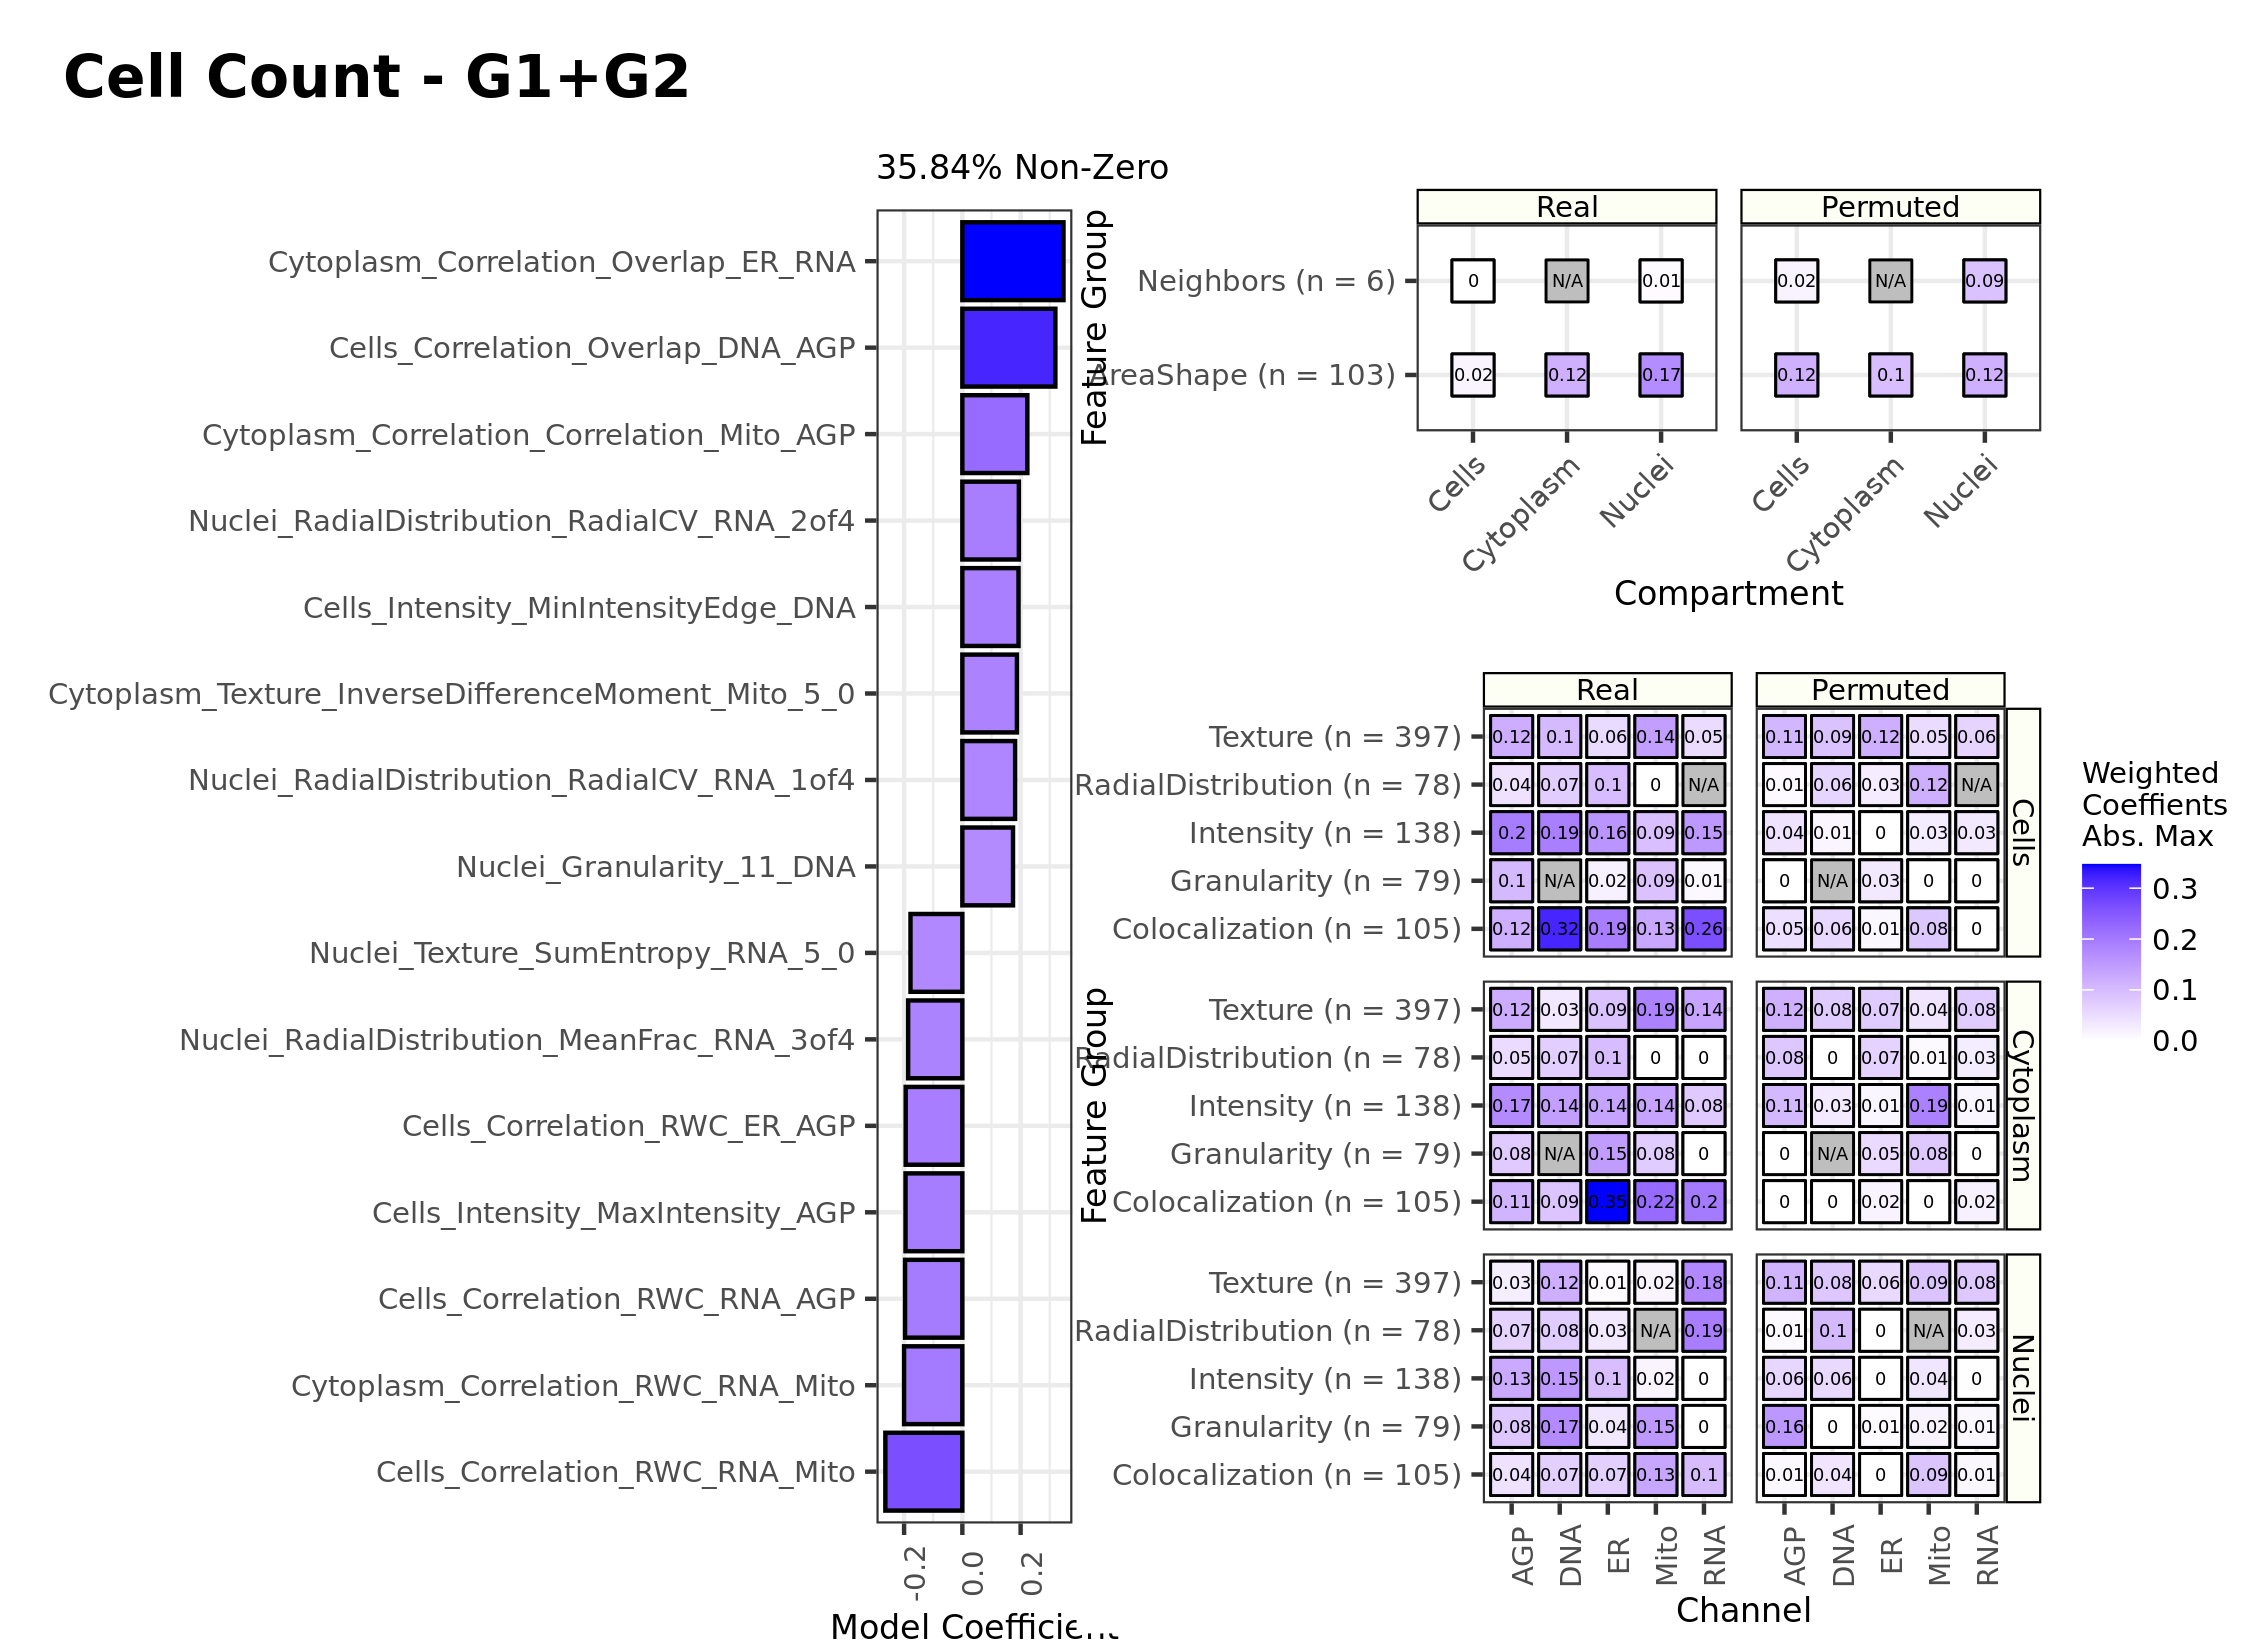 Cell Count - G1+G2
35.84% Non-Zero
Cytoplasm_Correlation_Overlap_ER_RNA
Cells_Correlation_Overlap_DNA_AGP
Cytoplasm_Correlation_Correlation_Mito_AGP
Nuclei_RadialDistribution_RadialCV_RNA_2of4
Cells_Intensity_MinIntensityEdge_DNA
Cytoplasm_Texture_InverseDifferenceMoment_Mito_5_0
Nuclei_RadialDistribution_RadialCV_RNA_1of4
Nuclei_Granularity_11_DNA
Nuclei_Texture_SumEntropy_RNA_5_0
Nuclei_RadialDistribution_MeanFrac_RNA_3of4
Cells_Correlation_RWC_ER_AGP
Cells_Intensity_MaxIntensity_AGP
Cells_Correlation_RWC_RNA_AGP
Cytoplasm_Correlation_RWC_RNA_Mito
Cells_Correlation_RWC_RNA_Mito
-0.2 0.0 0.2
Model Coefficient
Feature Group
Real Permuted
Neighbors (n = 6) 0 N/A 0.01 0.02 N/A 0.09
AreaShape (n = 103) 0.02 0.12 0.17 0.12 0.1 0.12
Cells Cytoplasm Nuclei Cells Cytoplasm Nuclei
Compartment
Feature Group
Real Permuted
Texture (n = 397) 0.12 0.1 0.06 0.14 0.05 0.11 0.09 0.12 0.05 0.06
RadialDistribution (n = 78) 0.04 0.07 0.1 0 N/A 0.01 0.06 0.03 0.12 N/A
Intensity (n = 138) 0.2 0.19 0.16 0.09 0.15 0.04 0.01 0 0.03 0.03
Granularity (n = 79) 0.1 N/A 0.02 0.09 0.01 0 N/A 0.03 0 0
Colocalization (n = 105) 0.12 0.32 0.19 0.13 0.26 0.05 0.06 0.01 0.08 0
Cells
Texture (n = 397) 0.12 0.03 0.09 0.19 0.14 0.12 0.08 0.07 0.04 0.08
RadialDistribution (n = 78) 0.05 0.07 0.1 0 0 0.08 0 0.07 0.01 0.03
Intensity (n = 138) 0.17 0.14 0.14 0.14 0.08 0.11 0.03 0.01 0.19 0.01
Granularity (n = 79) 0.08 N/A 0.15 0.08 0 0 N/A 0.05 0.08 0
Colocalization (n = 105) 0.11 0.09 0.35 0.22 0.2 0 0 0.02 0 0.02
Cytoplasm
Texture (n = 397) 0.03 0.12 0.01 0.02 0.18 0.11 0.08 0.06 0.09 0.08
RadialDistribution (n = 78) 0.07 0.08 0.03 N/A 0.19 0.01 0.1 0 N/A 0.03
Intensity (n = 138) 0.13 0.15 0.1 0.02 0 0.06 0.06 0 0.04 0
Granularity (n = 79) 0.08 0.17 0.04 0.15 0 0.16 0 0.01 0.02 0.01
Colocalization (n = 105) 0.04 0.07 0.07 0.13 0.1 0.01 0.04 0 0.09 0.01
Nuclei
AGP DNA ER Mito RNA AGP DNA ER Mito RNA
Channel
Weighted
Coeffients
Abs. Max
0.3
0.2
0.1
0.0